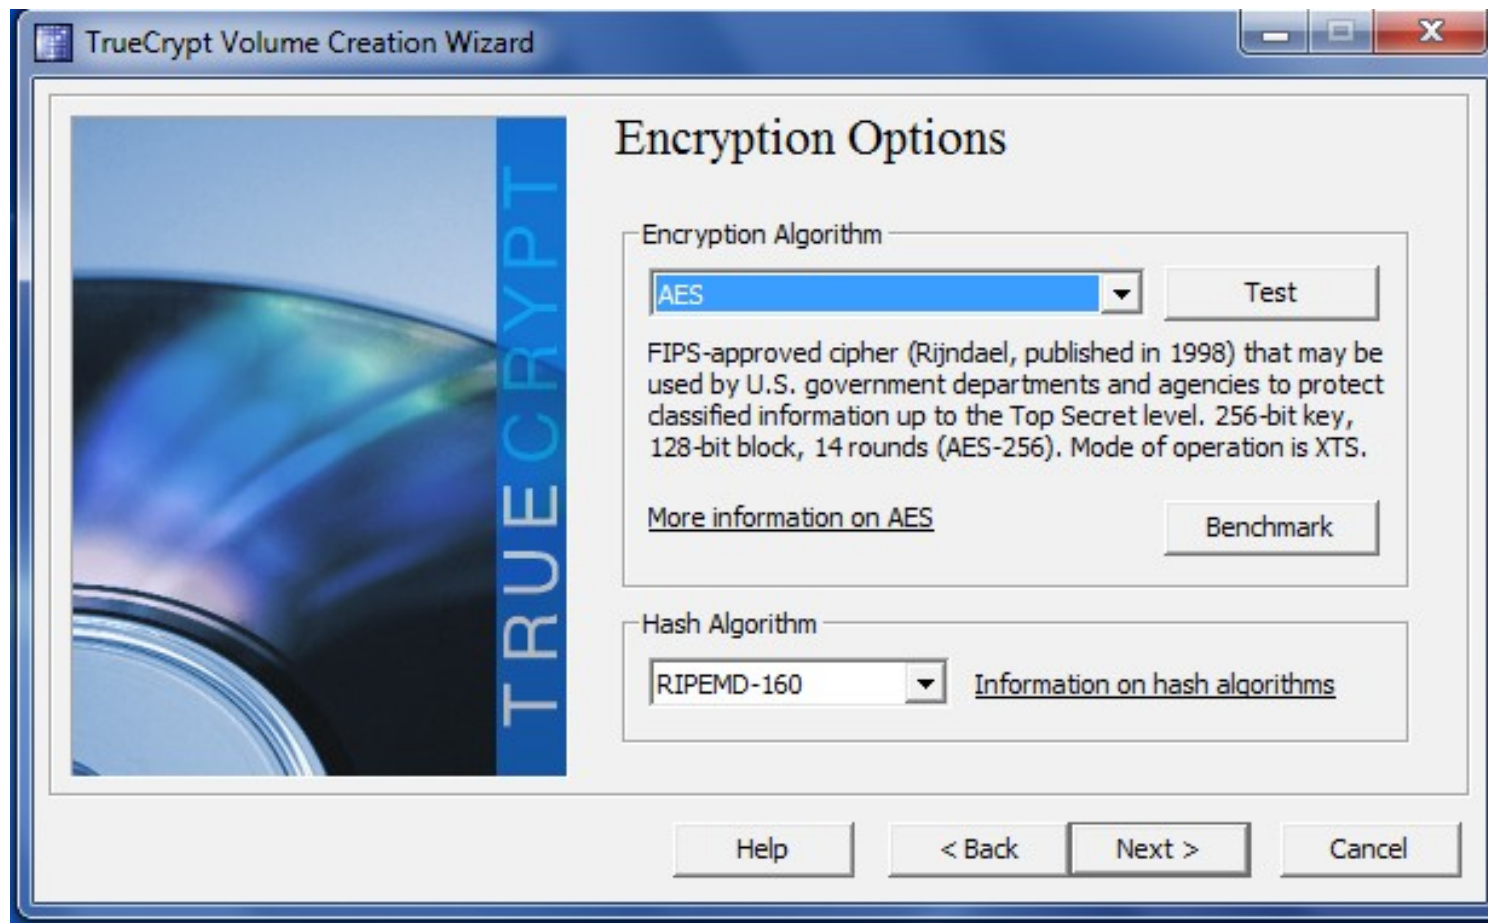 TrueCrypt Volume Creation Wizard
TRUECRYPT
Encryption Options
Encryption Algorithm
AES
Test
FIPS-approved cipher (Rijndael, published in 1998) that may be
used by U.S. government departments and agencies to protect
classified information up to the Top Secret level. 256-bit key,
128-bit block, 14 rounds (AES-256). Mode of operation is XTS.
More information on AES
Benchmark
Hash Algorithm
RIPEMD-160
Information on hash algorithms
Help
< Back
Next >
Cancel